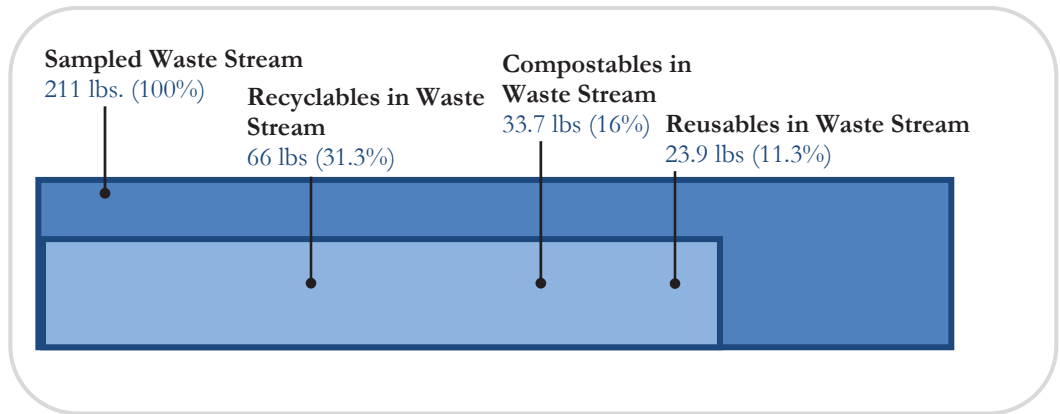 Sampled Waste Stream
211 lbs. (100%)
Recyclables in Waste
Stream
66 lbs (31.3%)
Compostables in
Waste Stream
33.7 lbs (16%)
Reusables in Waste Stream
23.9 lbs (11.3%)